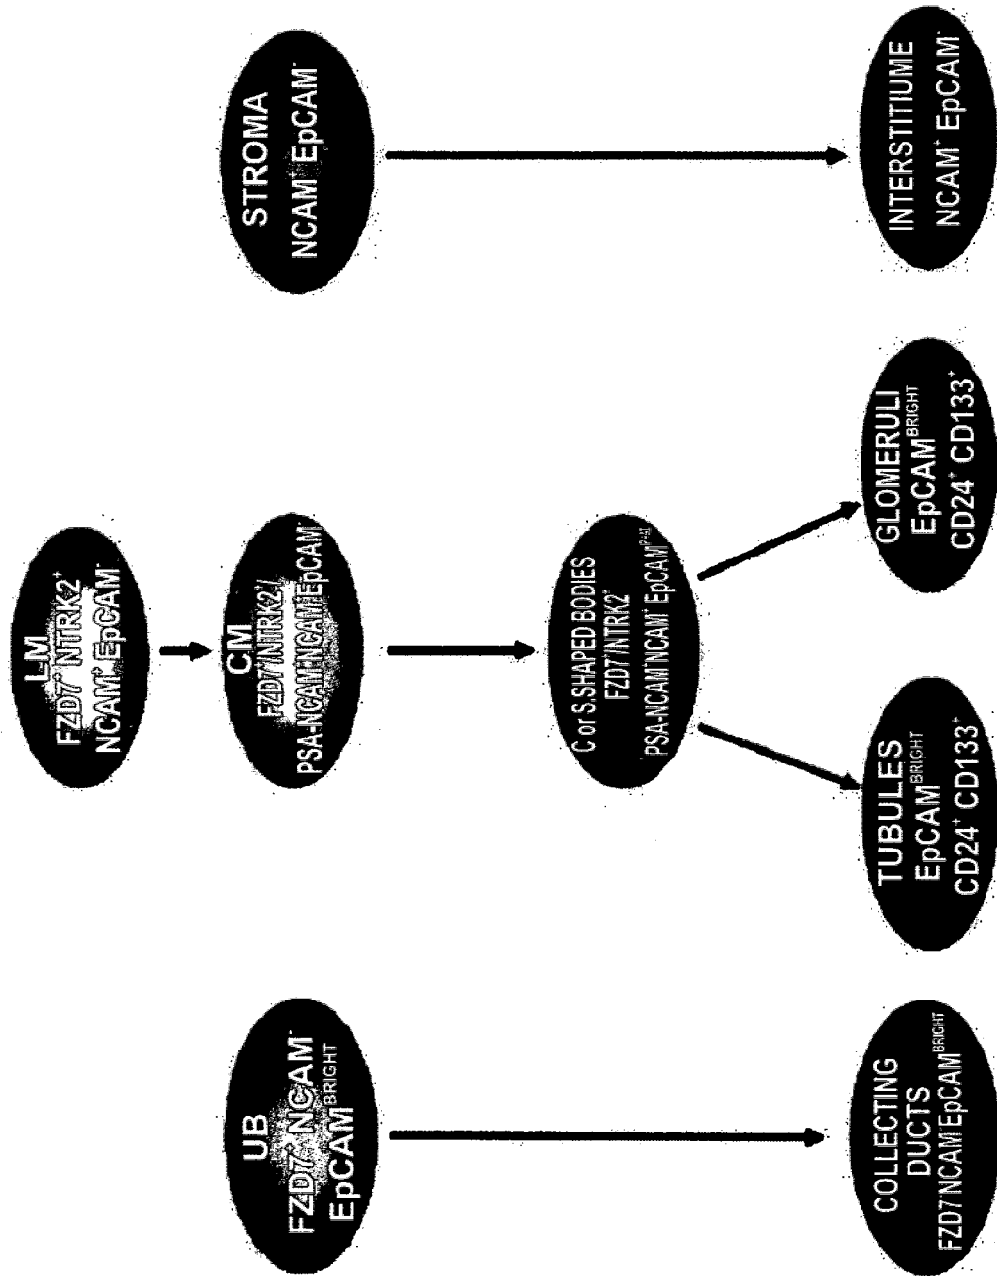 LM
FZD7⁺ NTRK2⁺
NCAM⁺ EpCAM⁻
UB
FZD7⁺ NCAM⁻
EpCAM^BRIGHT
CM
FZD7⁺/NTRK2⁺/
PSA-NCAM⁺NCAM⁺EpCAM⁻
STROMA
NCAM⁺ EpCAM⁻
C or S.SHAPED BODIES
FZD7⁺/NTRK2⁺
PSA-NCAM⁺NCAM⁺ EpCAM
COLLECTING
DUCTS
FZD7⁻NCAM⁻EpCAM^BRIGHT
TUBULES
EpCAM^BRIGHT
CD24⁺ CD133⁺
GLOMERULI
EpCAM^BRIGHT
CD24⁺ CD133⁺
INTERSTITIUME
NCAM⁺ EpCAM⁻